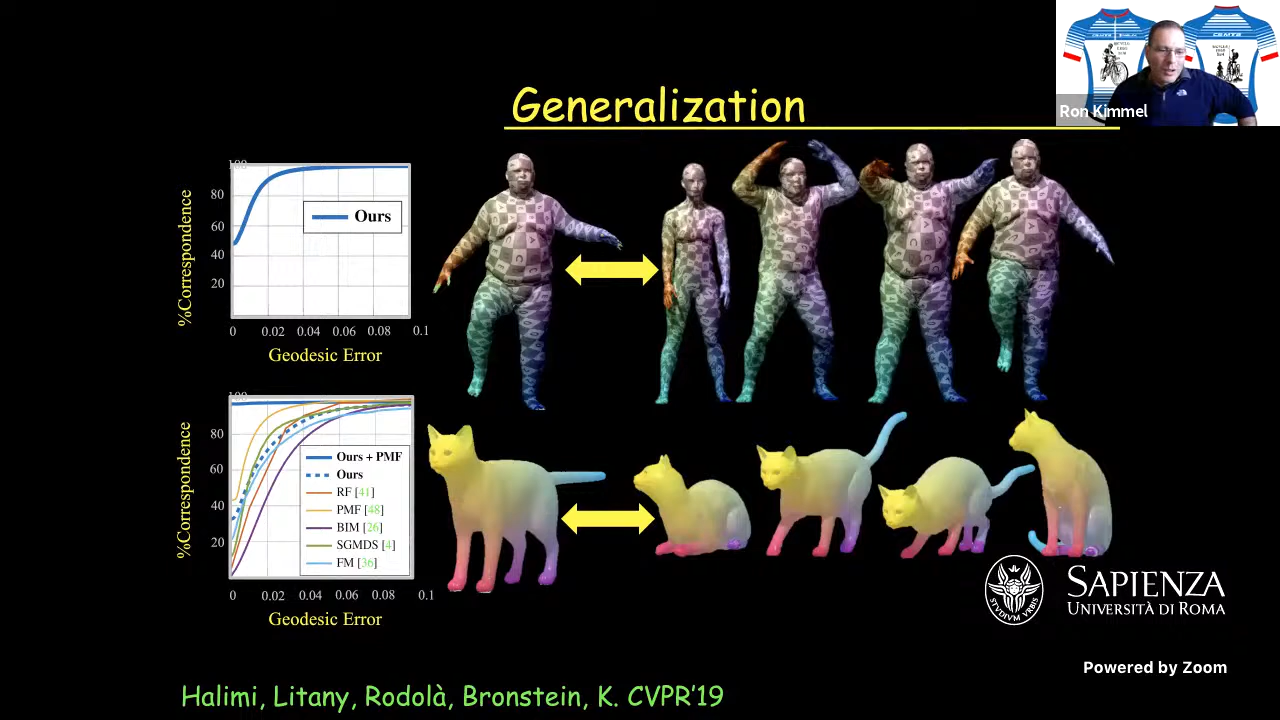 Generalization
Ron Kimmel
100
80
60
40
20
%Correspondence
Ours
0 0.02 0.04 0.06 0.08 0.1
Geodesic Error
100
80
60
40
20
%Correspondence
Ours + PMF
Ours
RF [41]
PMF [48]
BIM [26]
SGMDS [4]
FM [36]
0 0.02 0.04 0.06 0.08 0.1
Geodesic Error
SAPIENZA
UNIVERSITÀ DI ROMA
STVDIVM VRBIS
Powered by Zoom
Halimi, Litany, Rodolà, Bronstein, K. CVPR'19